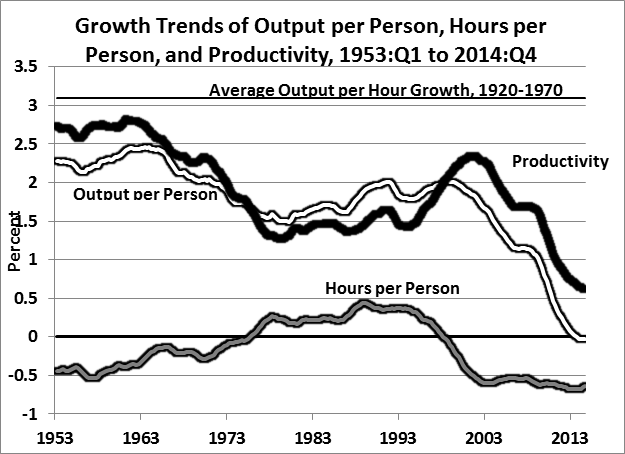 Growth Trends of Output per Person, Hours per
Person, and Productivity, 1953:Q1 to 2014:Q4
3.5
3
2.5
2
1.5
1
0.5
0
-0.5
-1
Percent
Average Output per Hour Growth, 1920-1970
Productivity
Output per Person
Hours per Person
1953 1963 1973 1983 1993 2003 2013